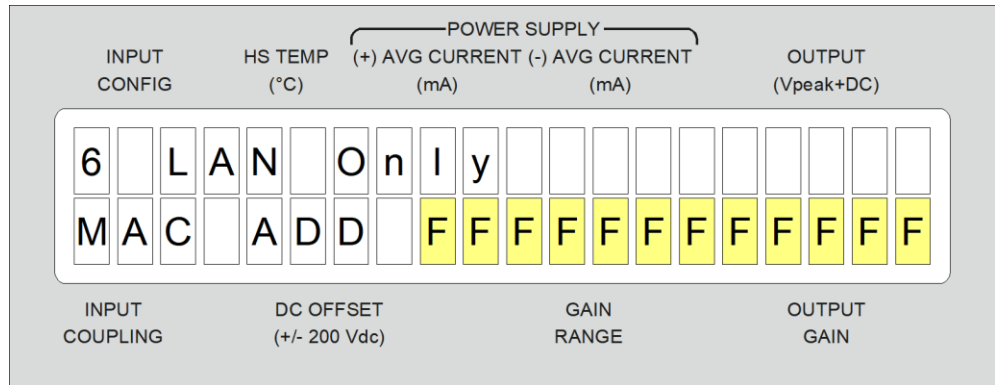 POWER SUPPLY
INPUT HS TEMP (+) AVG CURRENT (-) AVG CURRENT OUTPUT
CONFIG (°C) (mA) (mA) (Vpeak+DC)
6 LAN Only
MAC ADD FFFFFFFFFFFF
INPUT DC OFFSET GAIN OUTPUT
COUPLING (+/- 200 Vdc) RANGE GAIN